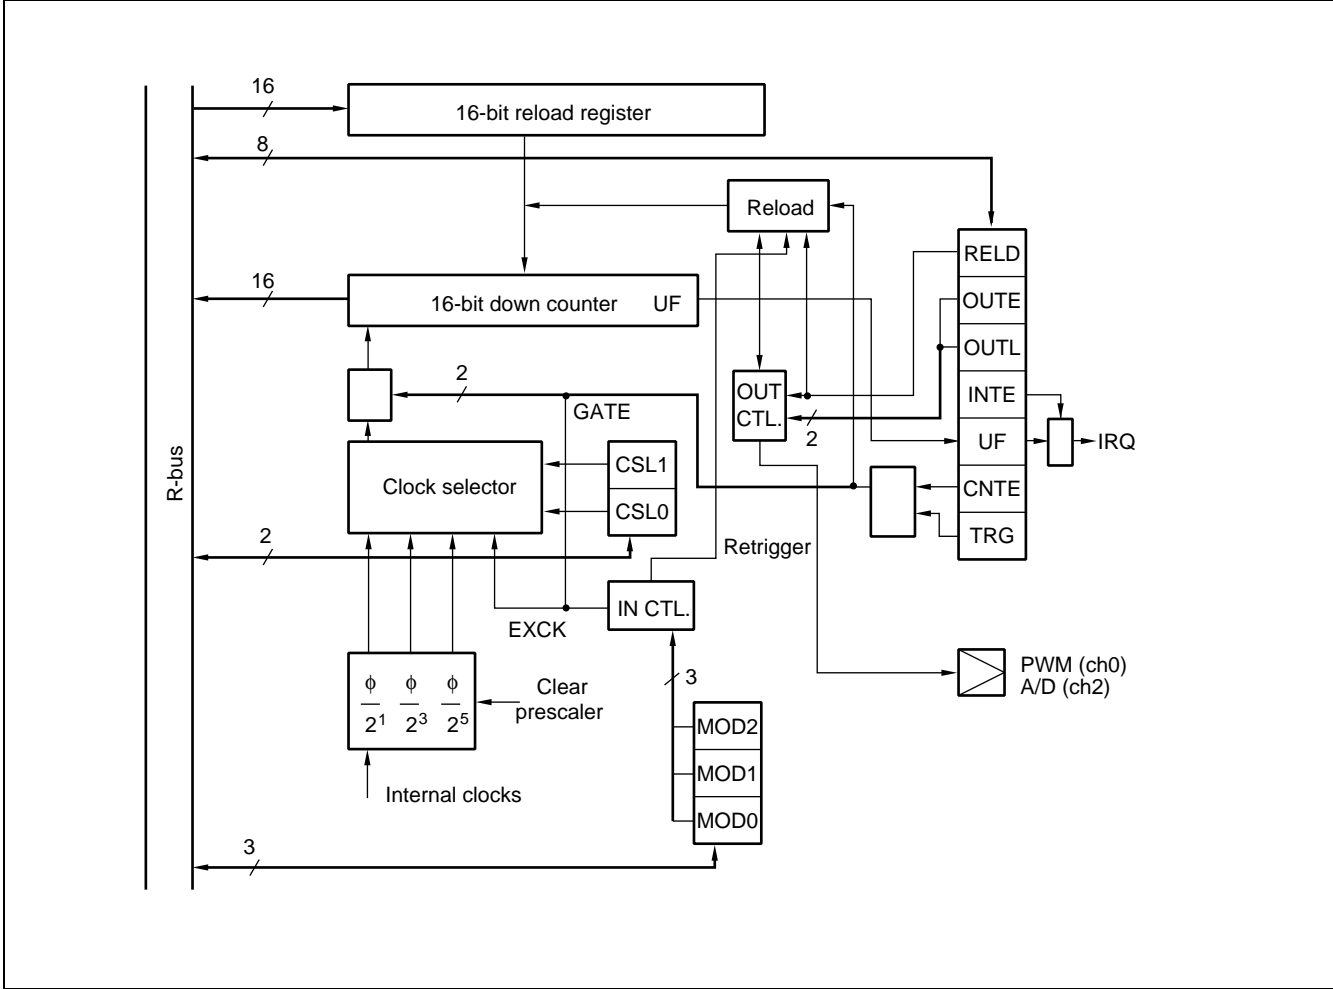 16
16-bit reload register
8
Reload
RELD
16
16-bit down counter UF
OUTE
OUTL
2
OUT
CTL.
INTE
GATE
2
UF
IRQ
R-bus
CSL1
Clock selector
CNTE
CSL0
2
TRG
Retrigger
IN CTL.
EXCK
3
PWM (ch0)
A/D (ch2)
ϕ ϕ ϕ
2¹ 2³ 2⁵
Clear
prescaler
MOD2
MOD1
Internal clocks
MOD0
3